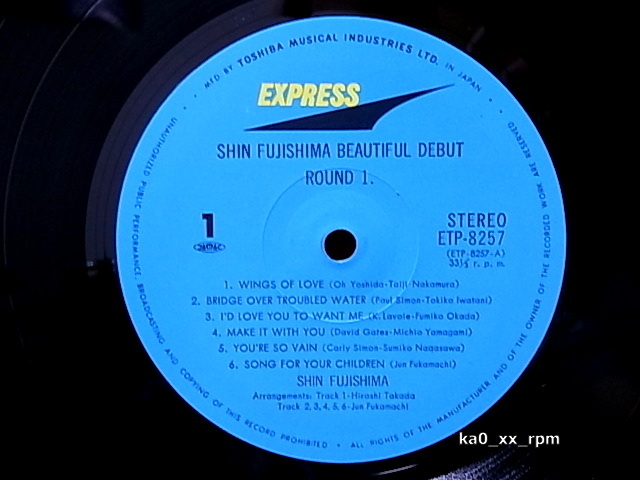 MFD BY TOSHIBA MUSICAL INDUSTRIES LTD. IN JAPAN
EXPRESS
SHIN FUJISHIMA BEAUTIFUL DEBUT
ROUND 1.
1
STEREO
ETP-8257
(ETP-8257-A)
33⅓ r. p. m.
1. WINGS OF LOVE (Oh Yoshida-Taiji Nakamura)
2. BRIDGE OVER TROUBLED WATER (Paul Simon-Tokiko Iwatani)
3. I'D LOVE YOU TO WANT ME (K.Lavole-Fumiko Okada)
4. MAKE IT WITH YOU (David Gates-Michio Yamagami)
5. YOU'RE SO VAIN (Carly Simon-Sumiko Nagasawa)
6. SONG FOR YOUR CHILDREN (Jun Fukamachi)
SHIN FUJISHIMA
Arrangements: Track 1-Hiroshi Takada
Track 2, 3, 4, 5, 6-Jun Fukamachi
ALL RIGHTS OF THE MANUFACTURER AND OF THE OWNER OF THE RECORDED WORK ARE RESERVED
UNAUTHORIZED PUBLIC PERFORMANCE, BROADCASTING AND COPYING OF THIS RECORD PROHIBITED
ka0_xx_rpm